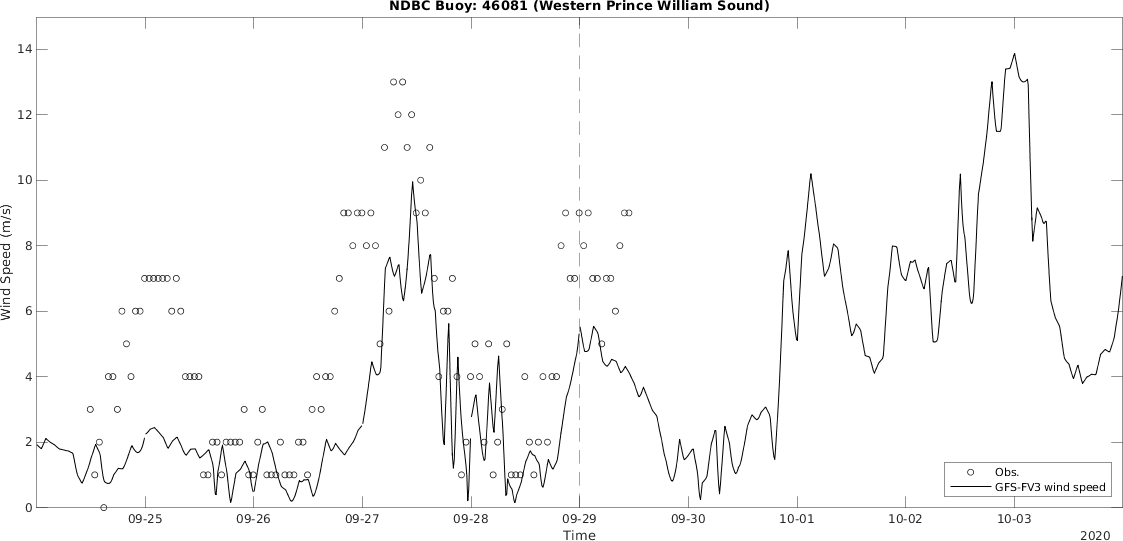 NDBC Buoy: 46081 (Western Prince William Sound)
14
12
10
8
6
4
2
0
Wind Speed (m/s)
Obs.
GFS-FV3 wind speed
09-25 09-26 09-27 09-28 09-29 09-30 10-01 10-02 10-03
Time
2020